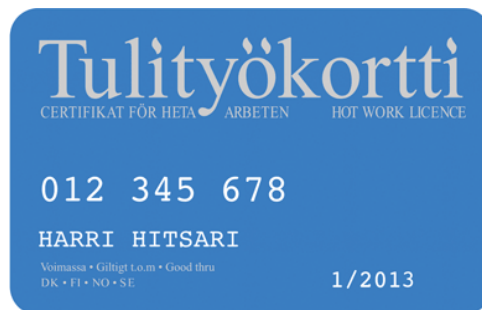 Tulityökortti
CERTIFIKAT FÖR HETA ARBETEN HOT WORK LICENCE
012 345 678
HARRI HITSARI
Voimassa • Giltigt t.o.m • Good thru
DK • FI • NO • SE
1/2013